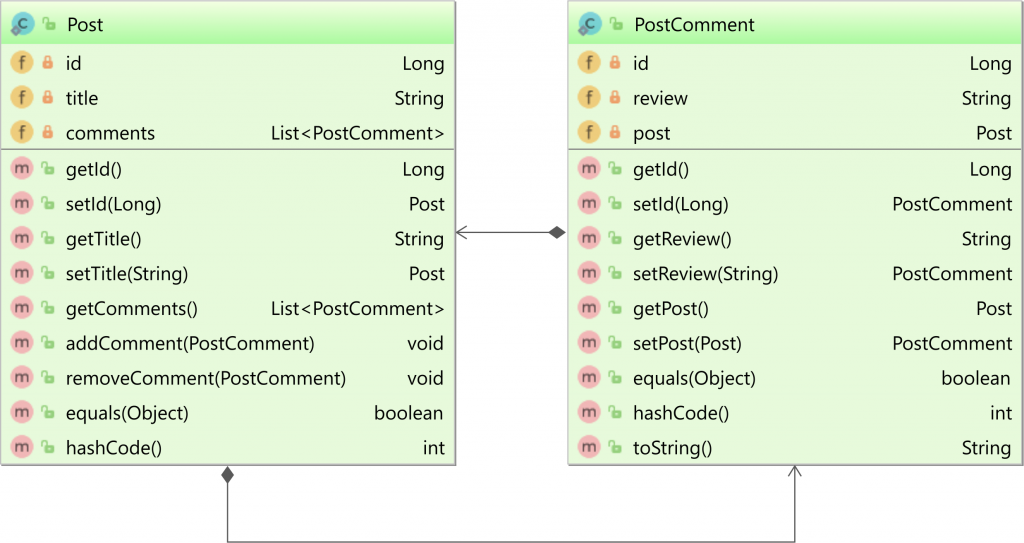 Post
id Long
title String
comments List<PostComment>
getId() Long
setId(Long) Post
getTitle() String
setTitle(String) Post
getComments() List<PostComment>
addComment(PostComment) void
removeComment(PostComment) void
equals(Object) boolean
hashCode() int
PostComment
id Long
review String
post Post
getId() Long
setId(Long) PostComment
getReview() String
setReview(String) PostComment
getPost() Post
setPost(Post) PostComment
equals(Object) boolean
hashCode() int
toString() String